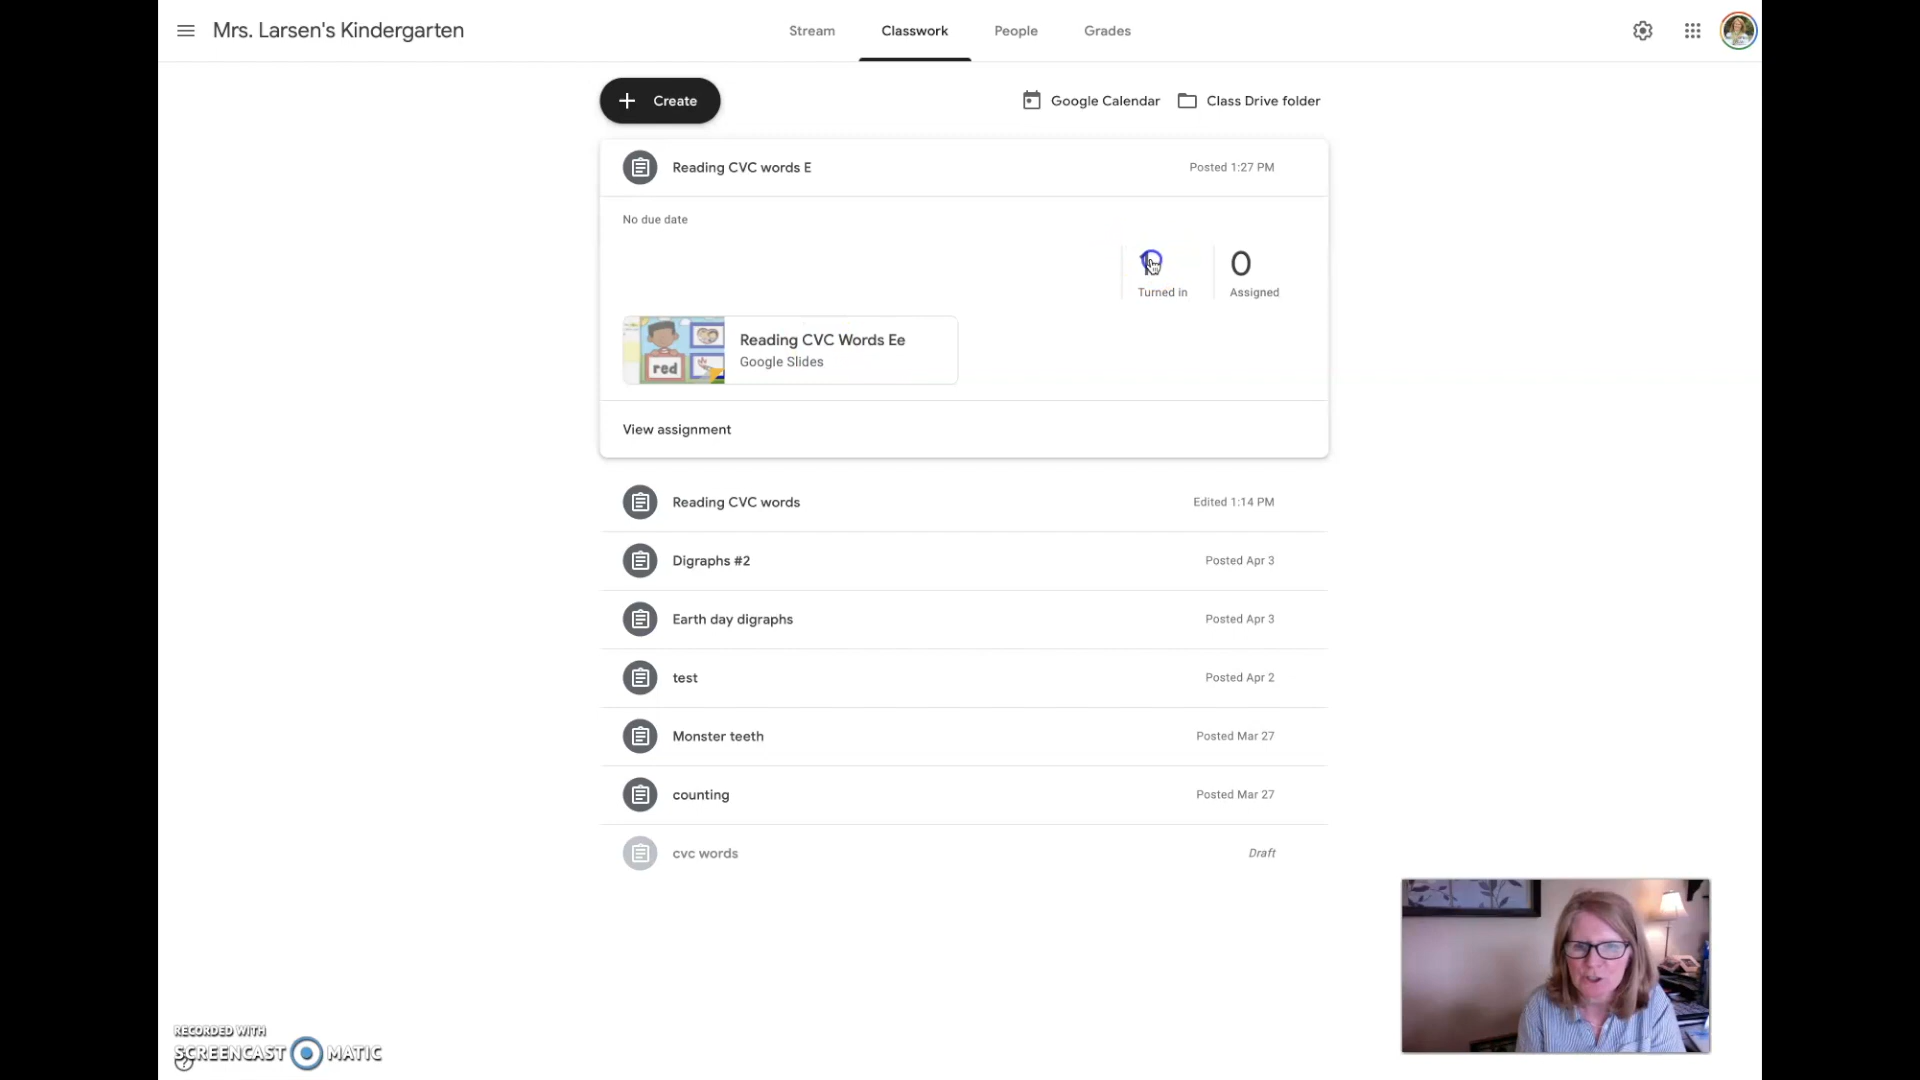 Mrs. Larsen's Kindergarten
Stream
Classwork
People
Grades
Create
Google Calendar
Class Drive folder
Reading CVC words E
Posted 1:27 PM
No due date
0
Turned in
Assigned
red
Reading CVC Words Ee
Google Slides
View assignment
Reading CVC words
Edited 1:14 PM
Digraphs #2
Posted Apr 3
Earth day digraphs
Posted Apr 3
test
Posted Apr 2
Monster teeth
Posted Mar 27
counting
Posted Mar 27
cvc words
Draft
RECORDED WITH
SCREENCAST MATIC